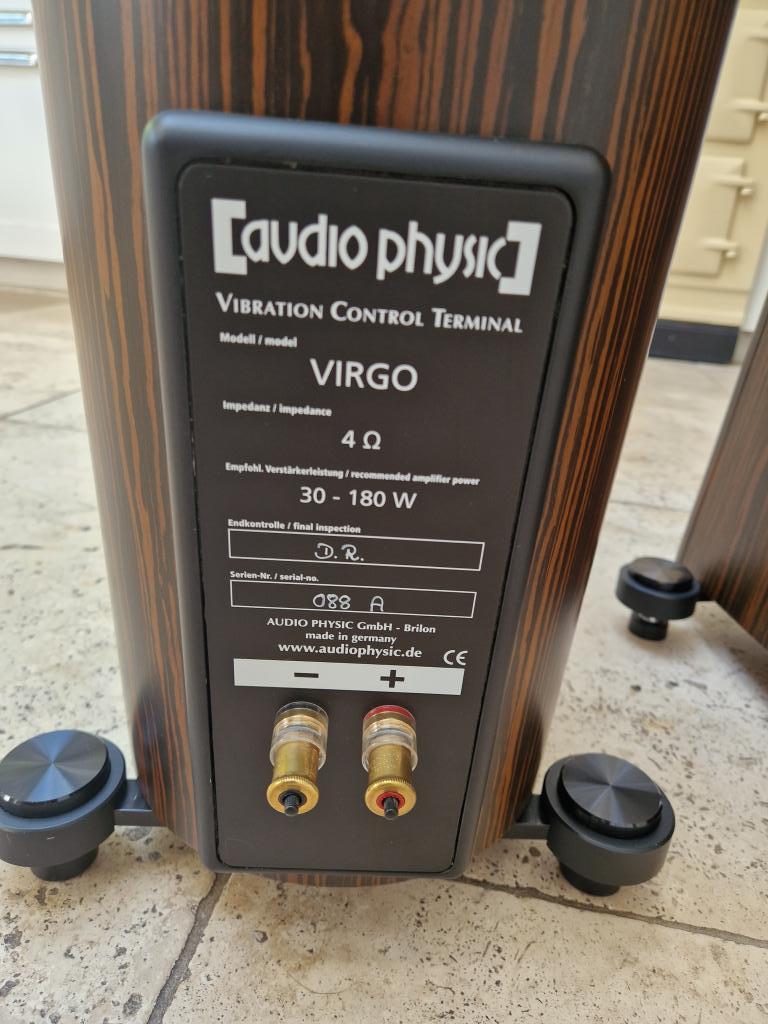 [audio physic]
VIBRATION CONTROL TERMINAL
Modell / model
VIRGO
Impedanz / impedance
4 Ω
Empfohl. Verstärkerleistung / recommended amplifier power
30 - 180 W
Endkontrolle / final inspection
D.R.
Serien-Nr. / serial-no.
088 A
AUDIO PHYSIC GmbH - Brilon
made in germany
www.audiophysic.de CE
− +